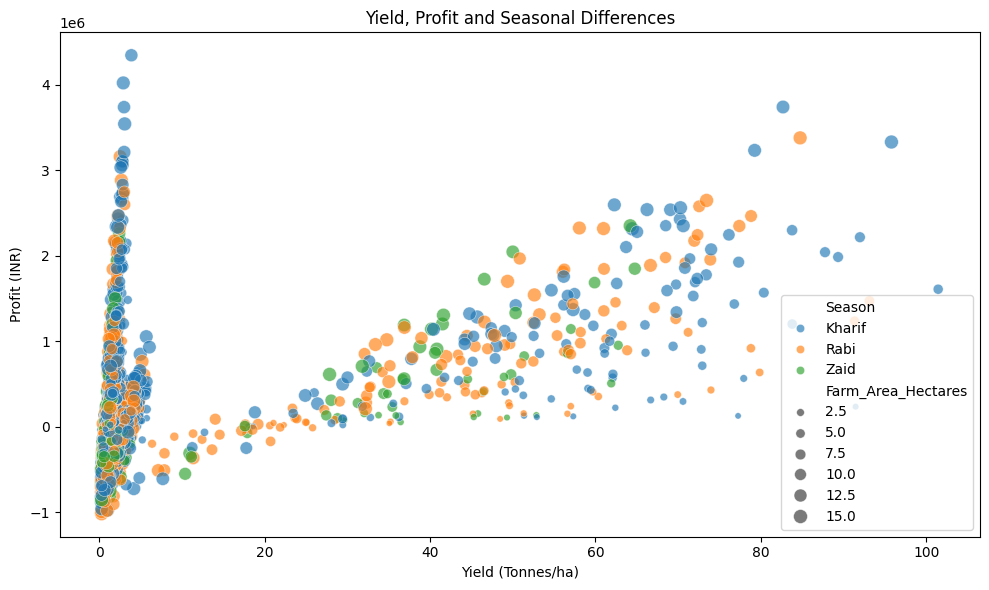 Yield, Profit and Seasonal Differences
1e6
4
3
2
1
0
−1
Profit (INR)
Season
Kharif
Rabi
Zaid
Farm_Area_Hectares
2.5
5.0
7.5
10.0
12.5
15.0
0 20 40 60 80 100
Yield (Tonnes/ha)